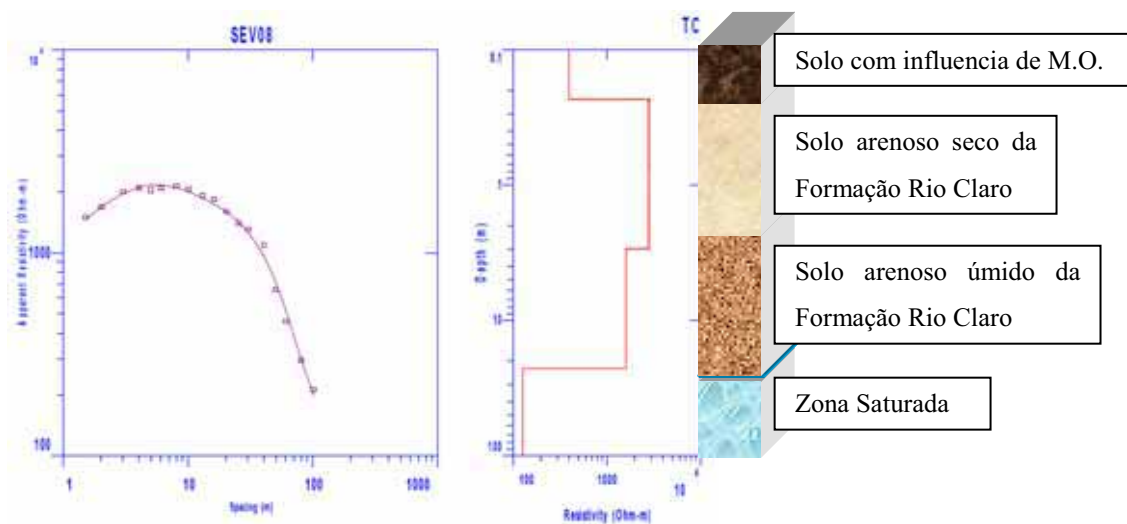 SEV08
10
1000
100
Apparent Resistivity (Ohm-m)
1
10
100
1000
Spacing (m)
TC
0.1
1
10
100
Depth (m)
100
1000
10
Resistivity (Ohm-m)
Solo com influencia de M.O.
Solo arenoso seco da
Formação Rio Claro
Solo arenoso úmido da
Formação Rio Claro
Zona Saturada